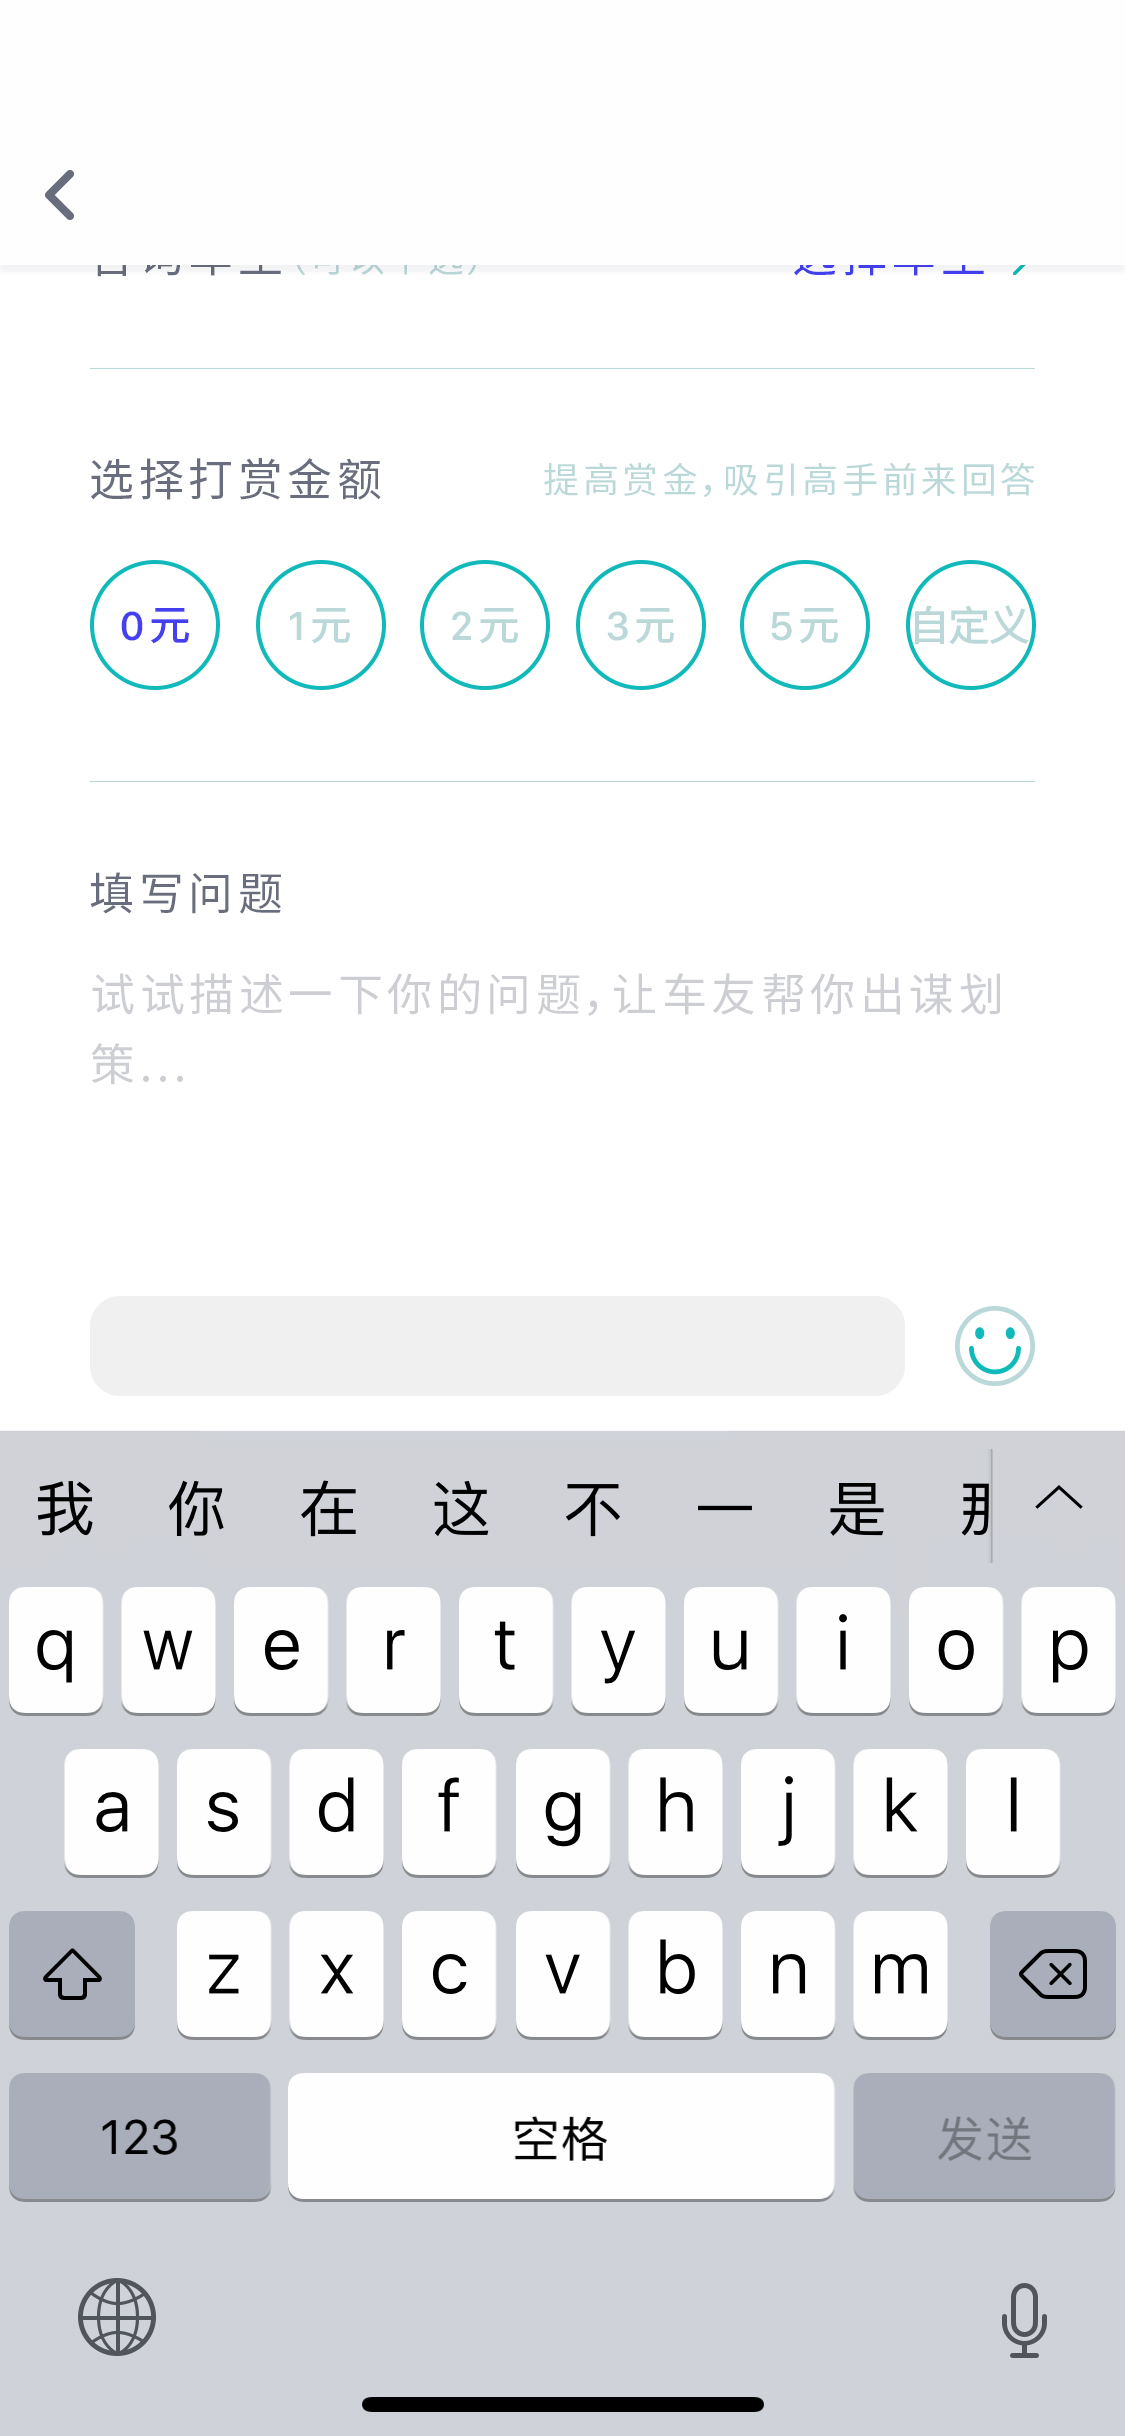 选择打赏金额 提高赏金，吸引高手前来回答
0元 1元 2元 3元 5元 自定义
填写问题
试试描述一下你的问题，让车友帮你出谋划
策...
我 你 在 这 不 一 是
q w e r t y u i o p
a s d f g h j k l
z x c v b n m
123 空格 发送